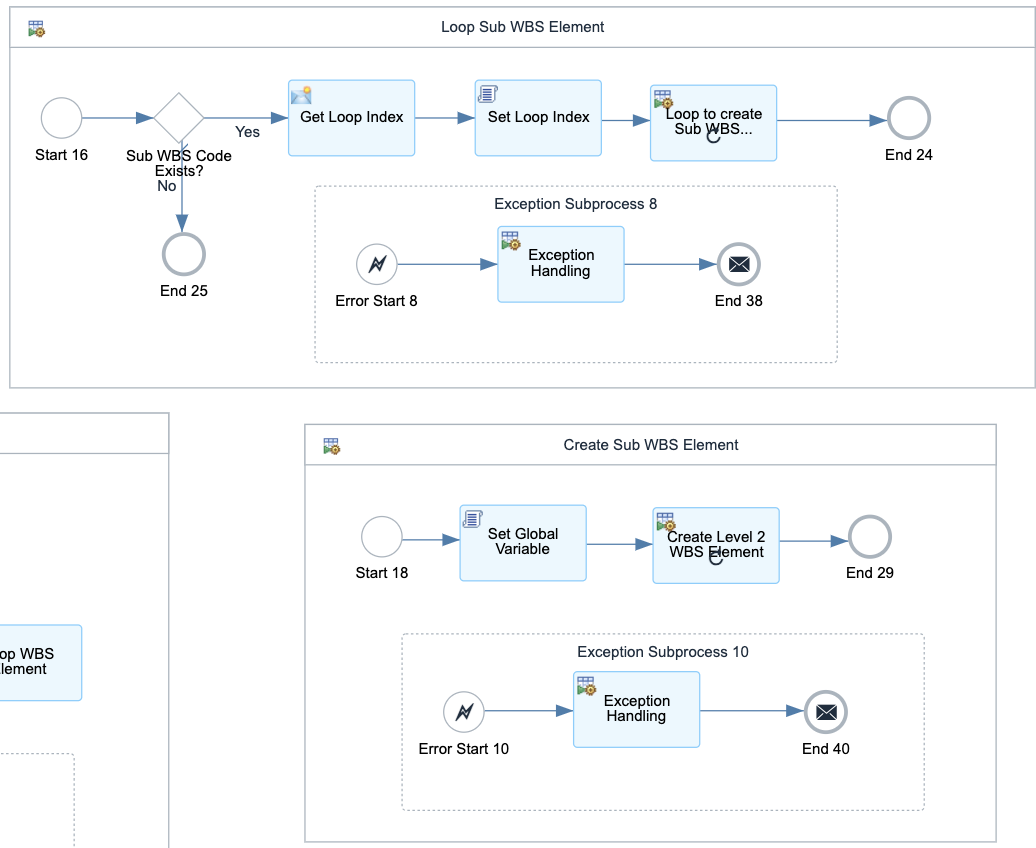 Loop Sub WBS Element
Start 16
Sub WBS Code
Exists?
Yes
No
Get Loop Index
Set Loop Index
Loop to create
Sub WBS...
End 24
End 25
Exception Subprocess 8
Error Start 8
Exception
Handling
End 38
Create Sub WBS Element
Start 18
Set Global
Variable
Create Level 2
WBS Element
End 29
op WBS
lement
Exception Subprocess 10
Error Start 10
Exception
Handling
End 40